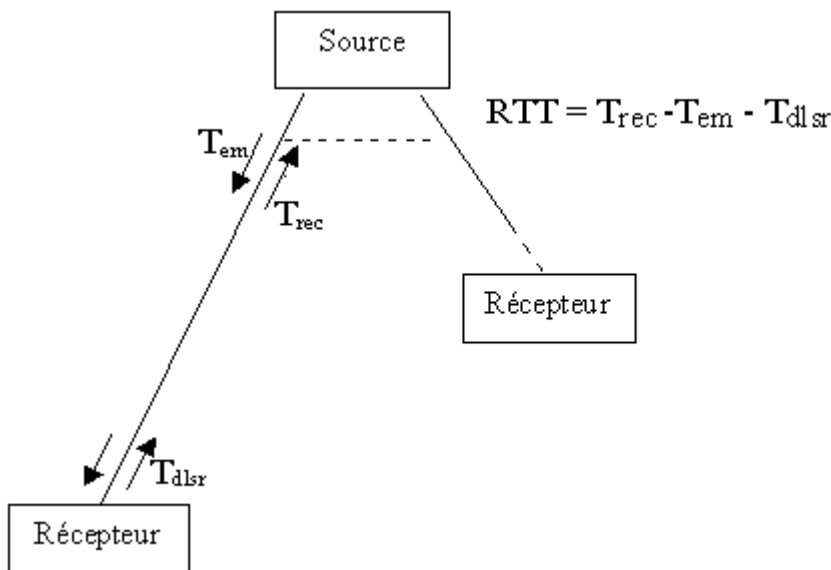 Source
RTT = Trec -Tem - Tdlsr
Tem
Trec
Récepteur
Tdlsr
Récepteur